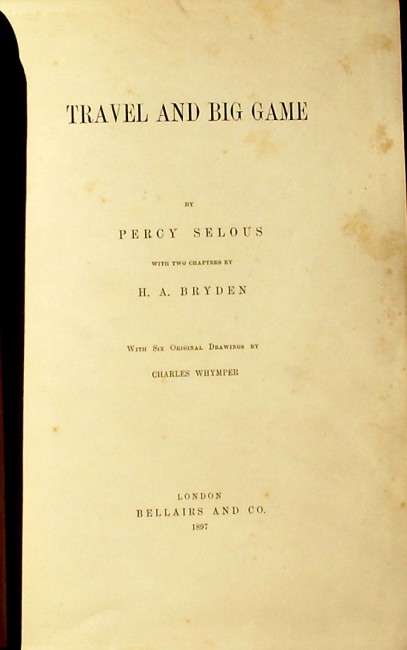 TRAVEL AND BIG GAME
BY
PERCY SELOUS
WITH TWO CHAPTERS BY
H. A. BRYDEN
With Six Original Drawings by
CHARLES WHYMPER
LONDON
BELLAIRS AND CO.
1897